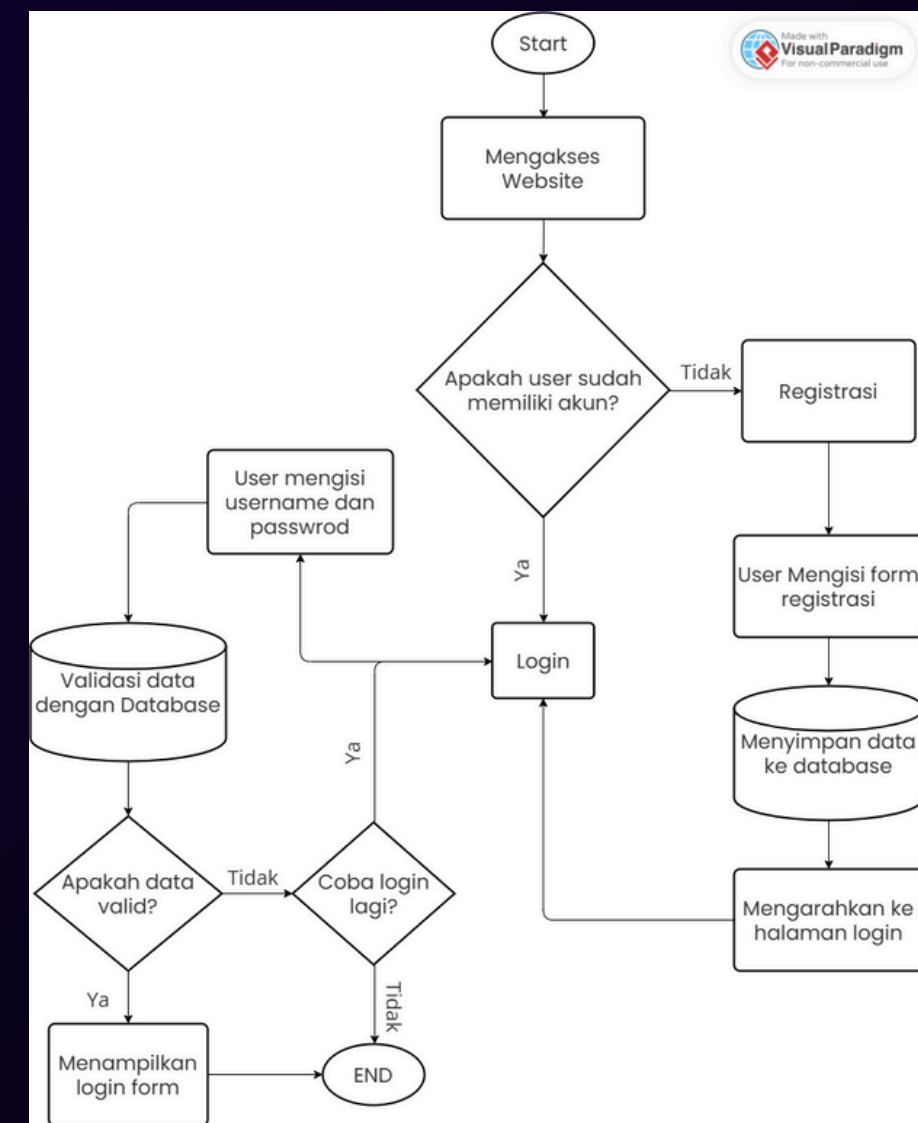 Start
Made with
Visual Paradigm
For non-commercial use
Mengakses
Website
Apakah user sudah
memiliki akun?
Tidak
Registrasi
User mengisi
username dan
passwrod
Ya
User Mengisi form
registrasi
Login
Validasi data
dengan Database
Ya
Menyimpan data
ke database
Apakah data
valid?
Tidak
Coba login
lagi?
Mengarahkan ke
halaman login
Ya
Tidak
Menampilkan
login form
END